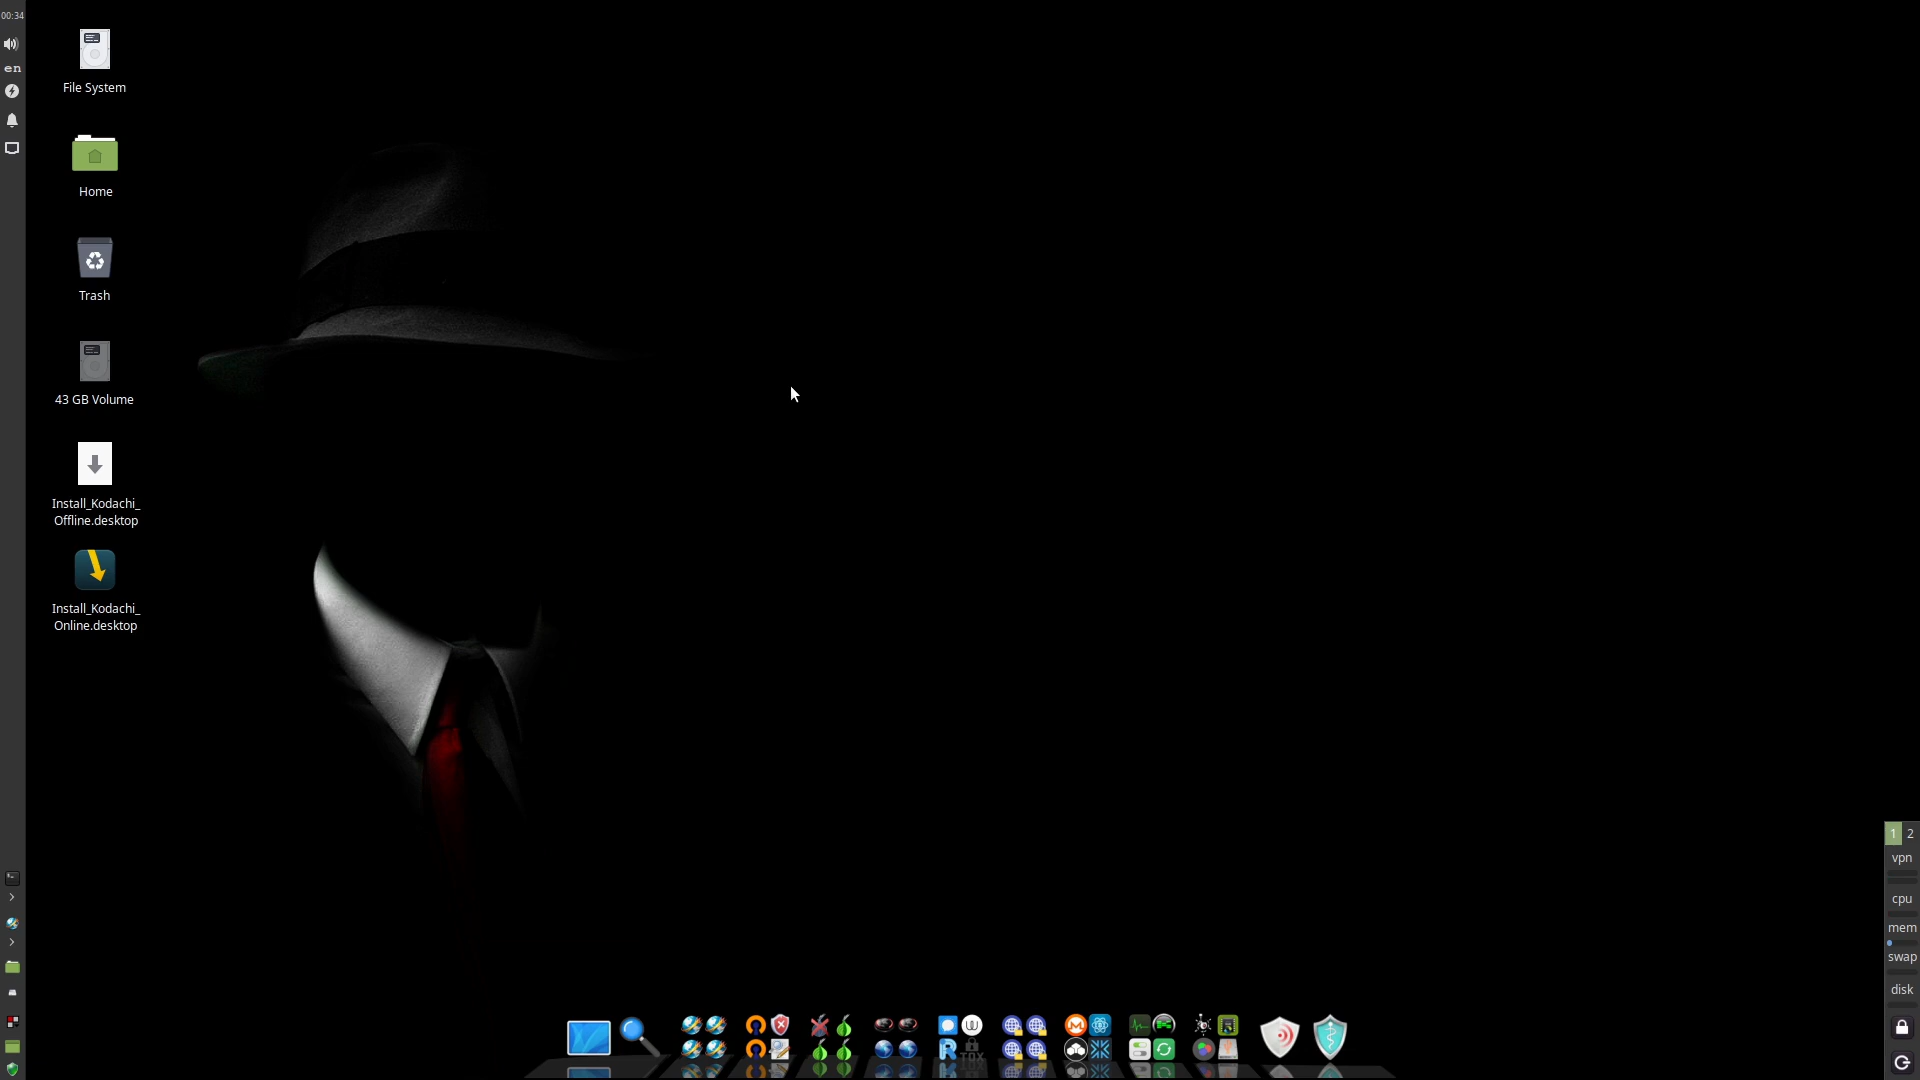 00:34
en
File System
Home
Trash
43 GB Volume
Install_Kodachi_
Offline.desktop
Install_Kodachi_
Online.desktop
1 2
vpn
cpu
mem
swap
disk
TOX